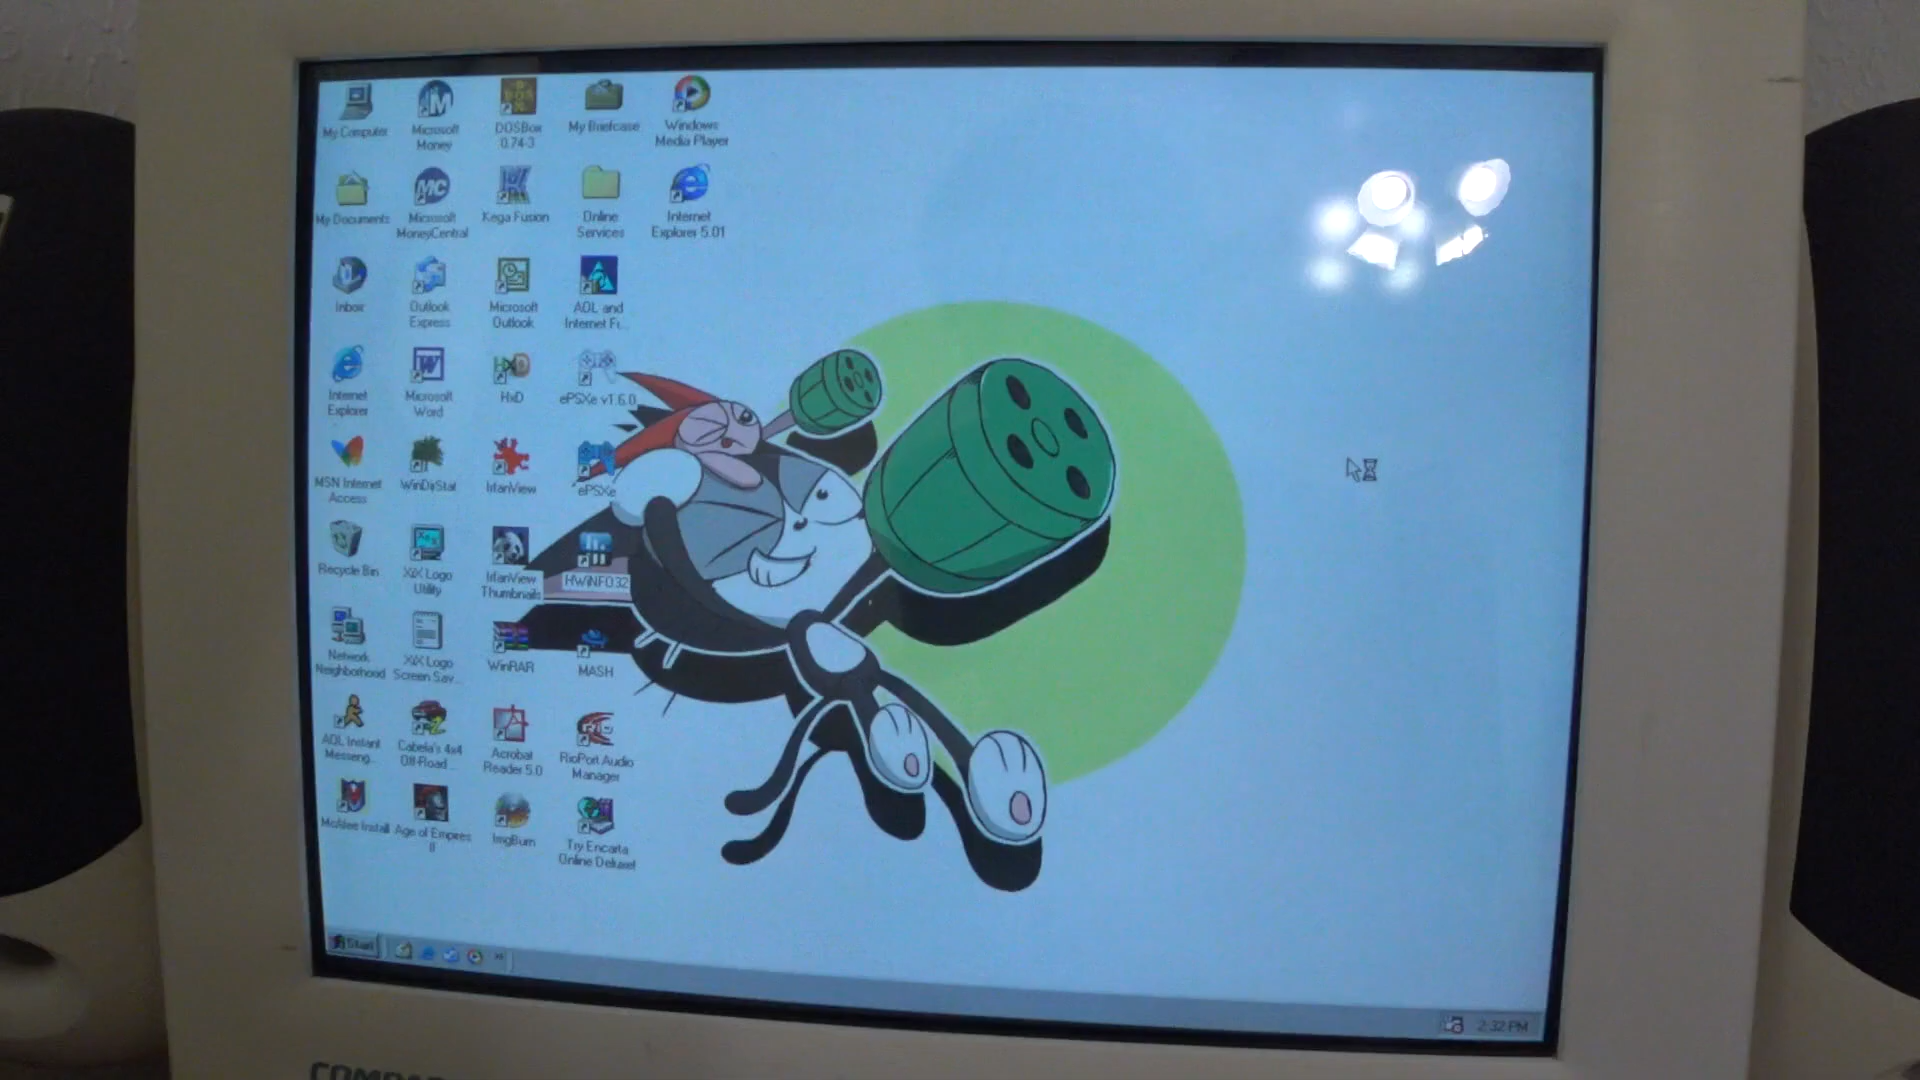 My Computer
Microsoft
Money
DOSBox
0.74-3
My Briefcase
Windows
Media Player
My Documents
Microsoft
MoneyCentral
Kega Fusion
Online
Services
Internet
Explorer 5.01
Inbox
Outlook
Express
Microsoft
Outlook
AOL and
Internet Fr...
Internet
Explorer
Microsoft
Word
HxD
ePSXe v1.6.0
MSN Internet
Access
WinDirStat
IrfanView
ePSXe
Recycle Bin
XiX Logo
Utility
IrfanView
Thumbnails
HWiNFO32
Network
Neighborhood
XiX Logo
Screen Sav...
WinRAR
MASH
AOL Instant
Messeng...
Cabela's 4x4
Off-Road ...
Acrobat
Reader 5.0
RioPort Audio
Manager
McAfee Install
Age of Empires
II
ImgBurn
Try Encarta
Online Deluxe!
Start
2:32 PM